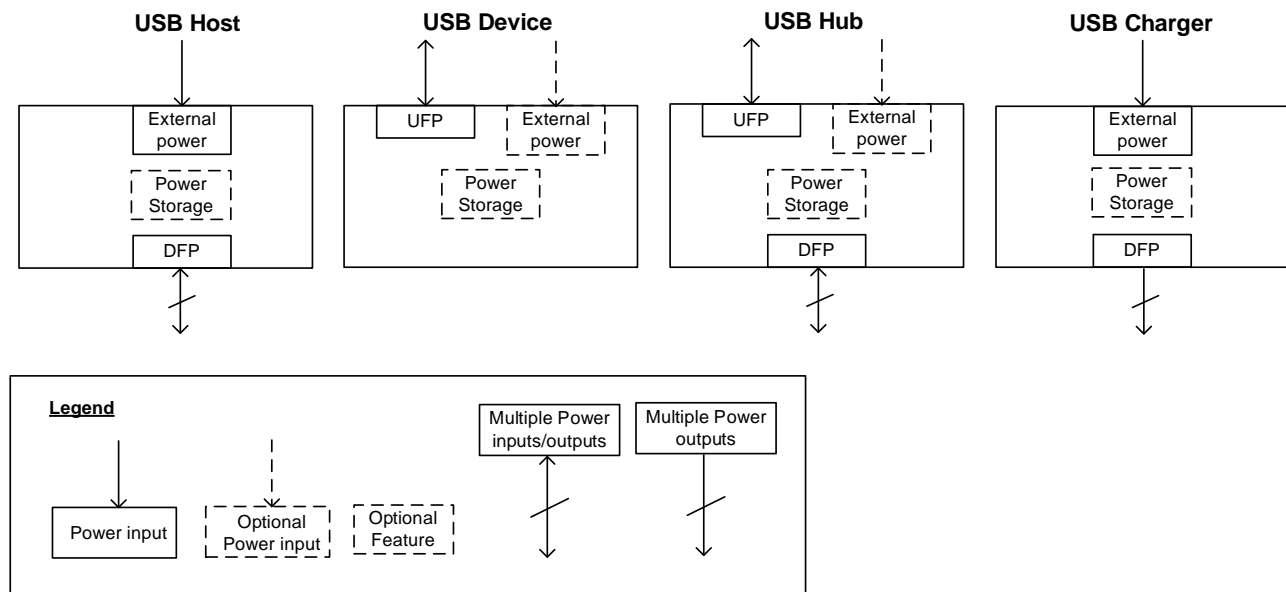 USB Host
External
power
Power
Storage
DFP
USB Device
UFP
External
power
Power
Storage
USB Hub
UFP
External
power
Power
Storage
DFP
USB Charger
External
power
Power
Storage
DFP
Legend
Power input
Optional
Power input
Optional
Feature
Multiple Power
inputs/outputs
Multiple Power
outputs